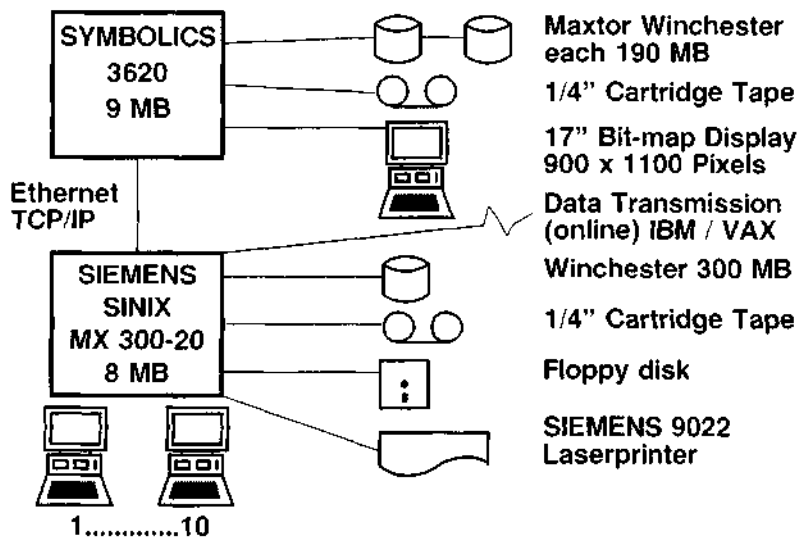 SYMBOLICS
3620
9 MB
Maxtor Winchester
each 190 MB
1/4" Cartridge Tape
17" Bit-map Display
900 x 1100 Pixels
Ethernet
TCP/IP
Data Transmission
(online) IBM / VAX
SIEMENS
SINIX
MX 300-20
8 MB
Winchester 300 MB
1/4" Cartridge Tape
Floppy disk
SIEMENS 9022
Laserprinter
1.............10